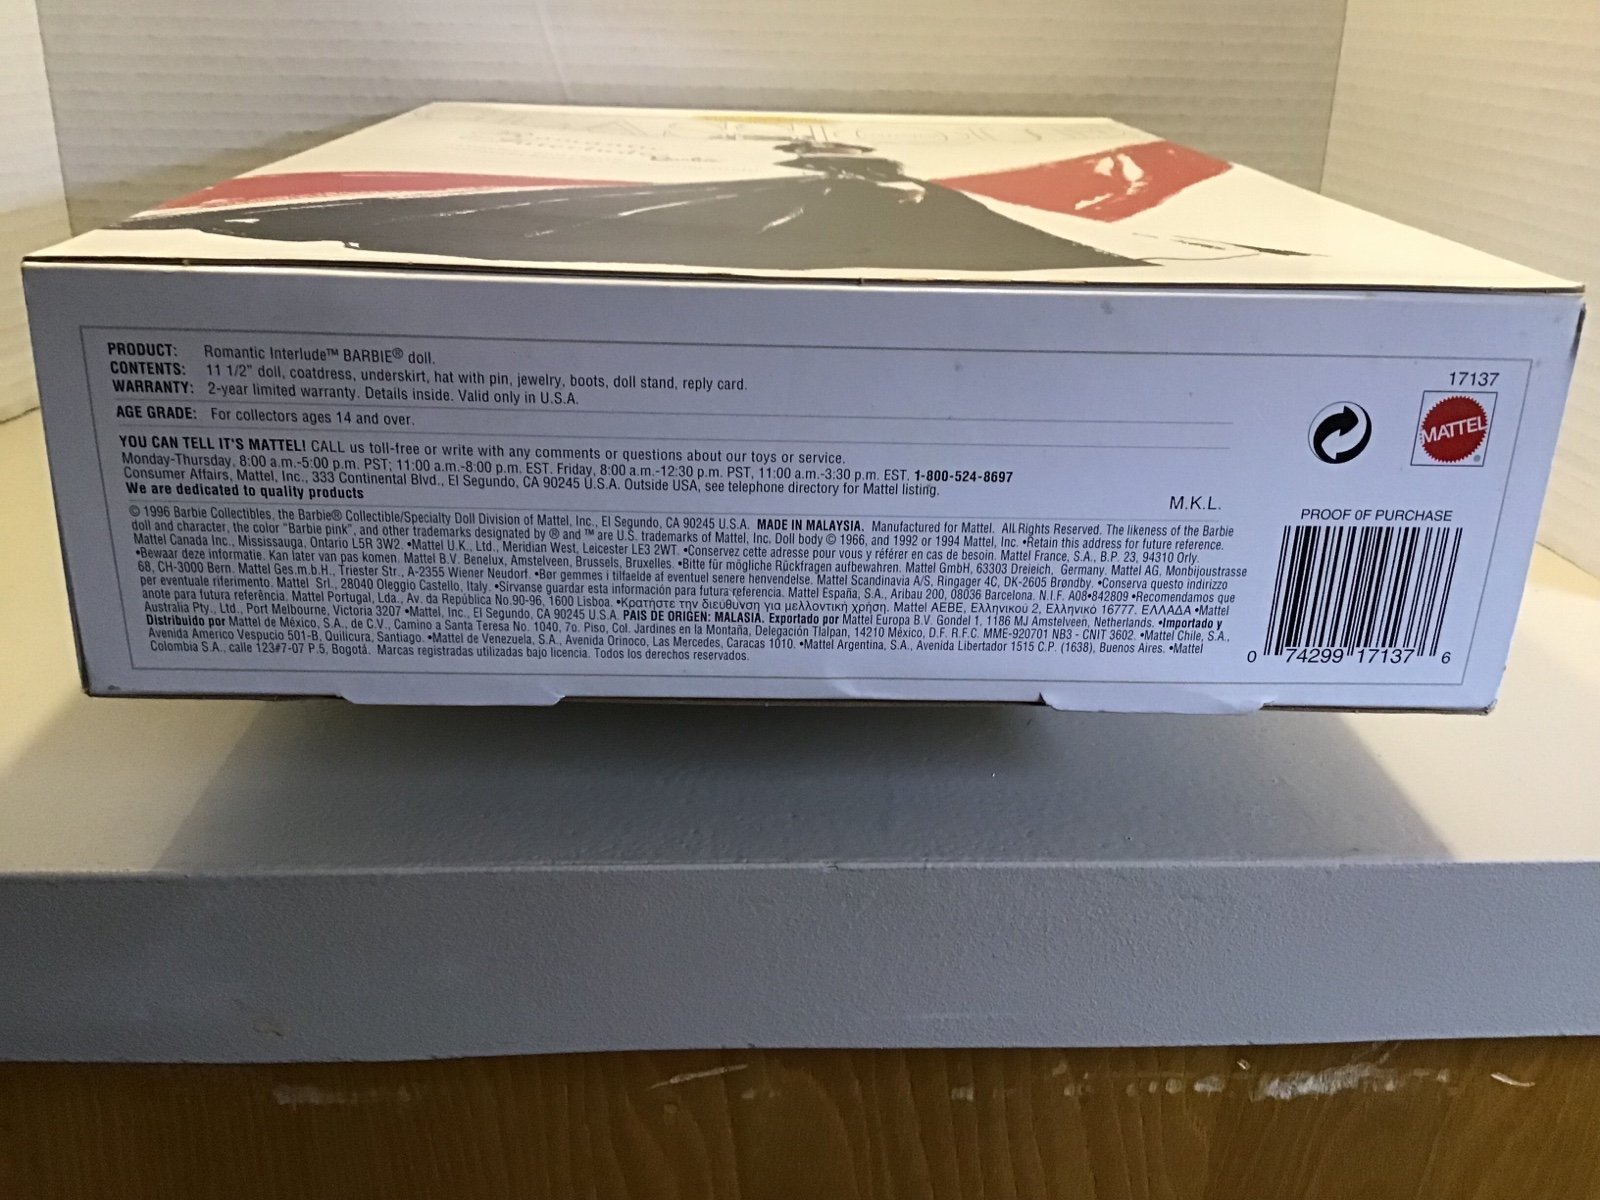 Romantic
Interlude
Barbie
PRODUCT: Romantic Interlude™ BARBIE® doll.
CONTENTS: 11 1/2" doll, coatdress, underskirt, hat with pin, jewelry, boots, doll stand, reply card.
WARRANTY: 2-year limited warranty. Details inside. Valid only in U.S.A.
AGE GRADE: For collectors ages 14 and over.
YOU CAN TELL IT'S MATTEL! CALL us toll-free or write with any comments or questions about our toys or service.
Monday-Thursday, 8:00 a.m.-5:00 p.m. PST; 11:00 a.m.-8:00 p.m. EST. Friday, 8:00 a.m.-12:30 p.m. PST, 11:00 a.m.-3:30 p.m. EST. 1-800-524-8697
Consumer Affairs, Mattel, Inc., 333 Continental Blvd., El Segundo, CA 90245 U.S.A. Outside USA, see telephone directory for Mattel listing.
We are dedicated to quality products
M.K.L.
© 1996 Barbie Collectibles, the Barbie® Collectible/Specialty Doll Division of Mattel, Inc., El Segundo, CA 90245 U.S.A. MADE IN MALAYSIA. Manufactured for Mattel. All Rights Reserved. The likeness of the Barbie
doll and character, the color "Barbie pink", and other trademarks designated by ® and ™ are U.S. trademarks of Mattel, Inc. Doll body © 1966, and 1992 or 1994 Mattel, Inc. •Retain this address for future reference.
Mattel Canada Inc., Mississauga, Ontario L5R 3W2. •Mattel U.K., Ltd., Meridian West, Leicester LE3 2WT. •Conservez cette adresse pour vous y référer en cas de besoin. Mattel France, S.A., B.P. 23, 94310 Orly.
•Bewaar deze informatie. Kan later van pas komen. Mattel B.V. Benelux, Amstelveen, Brussels, Bruxelles. •Bitte für mögliche Rückfragen aufbewahren. Mattel GmbH, 63303 Dreieich, Germany. Mattel AG, Monbijoustrasse
68, CH-3000 Bern. Mattel Ges.m.b.H., Triester Str., A-2355 Wiener Neudorf. •Bør gemmes i tilfaelde af eventuel senere henvendelse. Mattel Scandinavia A/S, Ringager 4C, DK-2605 Brøndby. •Conserva questo indirizzo
per eventuale riferimento. Mattel Srl., 28040 Oleggio Castello, Italy. •Sírvanse guardar esta información para futura referencia. Mattel España, S.A., Aribau 200, 08036 Barcelona. N.I.F. A08•842809 •Recomendamos que
anote para futura referência. Mattel Portugal, Lda., Av. da República No.90-96, 1600 Lisboa. •Κρατήστε την διεύθυνση για μελλοντική χρήση. Mattel AEBE, Ελληνικού 2, Ελληνικό 16777. ΕΛΛΑΔΑ •Mattel
Australia Pty., Ltd., Port Melbourne, Victoria 3207 •Mattel, Inc., El Segundo, CA 90245 U.S.A. PAIS DE ORIGEN: MALASIA. Exportado por Mattel Europa B.V. Gondel 1, 1186 MJ Amstelveen, Netherlands. •Importado y
Distribuido por Mattel de México, S.A., de C.V., Camino a Santa Teresa No. 1040, 7o. Piso, Col. Jardines en la Montaña, Delegación Tlalpan, 14210 México, D.F. R.F.C. MME-920701 NB3 - CNIT 3602. •Mattel Chile, S.A.,
Avenida Americo Vespucio 501-B, Quilicura, Santiago. •Mattel de Venezuela, S.A., Avenida Orinoco, Las Mercedes, Caracas 1010. •Mattel Argentina, S.A., Avenida Libertador 1515 C.P. (1638), Buenos Aires. •Mattel
Colombia S.A., calle 123#7-07 P.5, Bogotá. Marcas registradas utilizadas bajo licencia. Todos los derechos reservados.
17137
MATTEL
PROOF OF PURCHASE
0 74299 17137 6